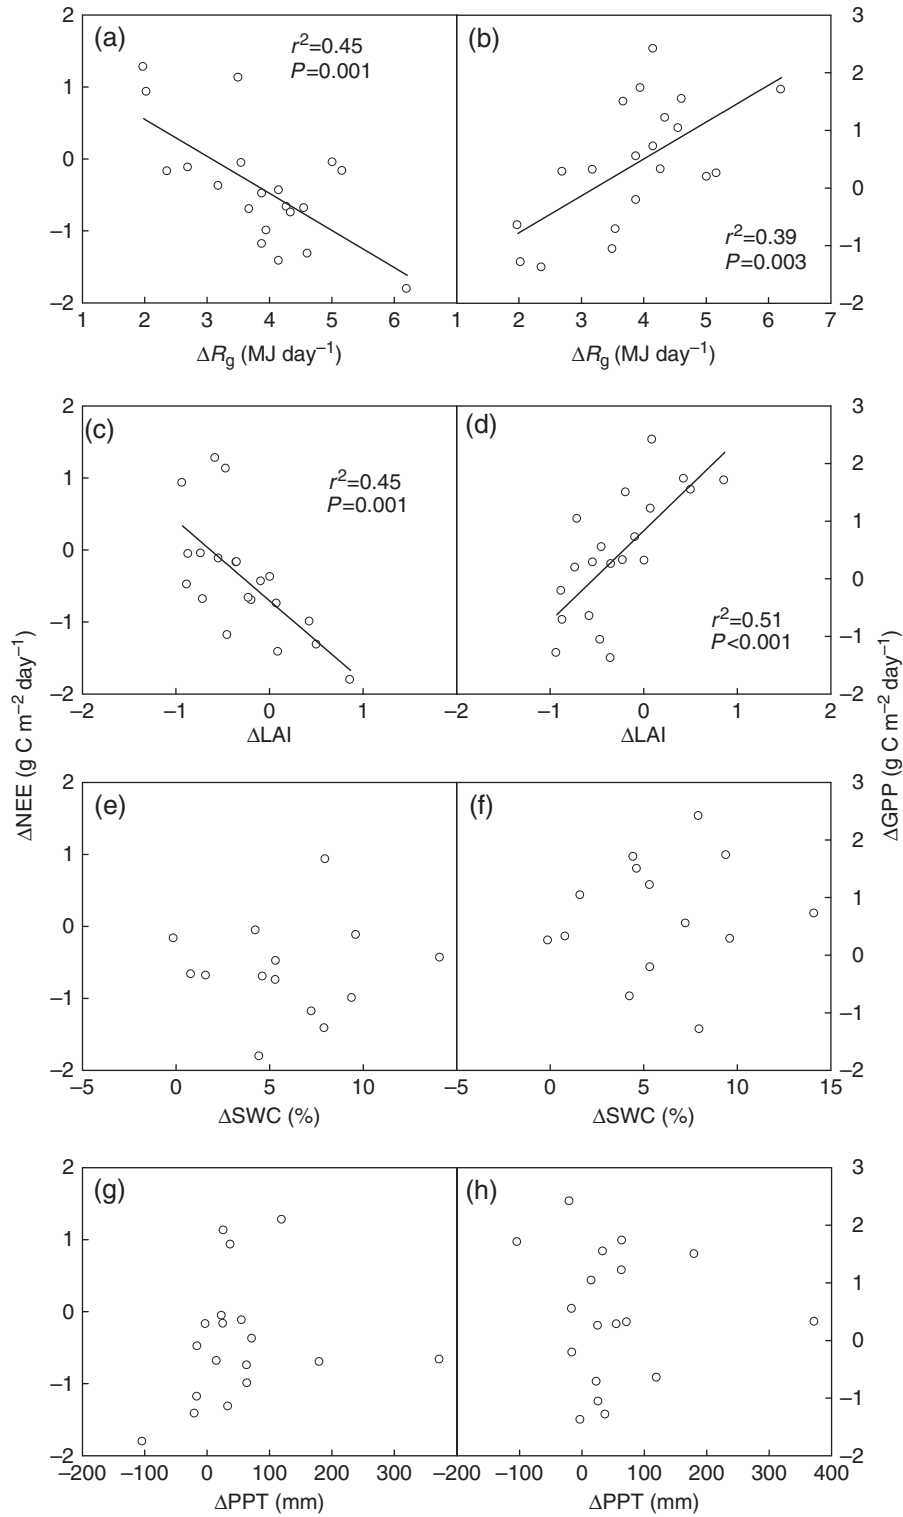 2
(a)
r²=0.45
P=0.001
1
0
–1
–2
1 2 3 4 5 6
ΔRg (MJ day⁻¹)
3
(b)
2
1
0
r²=0.39
P=0.003
–1
–2
1 2 3 4 5 6 7
ΔRg (MJ day⁻¹)
2
(c)
r²=0.45
P=0.001
1
0
–1
–2
–2 –1 0 1
ΔLAI
3
(d)
2
1
0
r²=0.51
P<0.001
–1
–2
–2 –1 0 1 2
ΔLAI
ΔNEE (g C m⁻² day⁻¹)
ΔGPP (g C m⁻² day⁻¹)
2
(e)
1
0
–1
–2
–5 0 5 10
ΔSWC (%)
3
(f)
2
1
0
–1
–2
–5 0 5 10 15
ΔSWC (%)
2
(g)
1
0
–1
–2
–200 –100 0 100 200 300
ΔPPT (mm)
3
(h)
2
1
0
–1
–2
–200 –100 0 100 200 300 400
ΔPPT (mm)